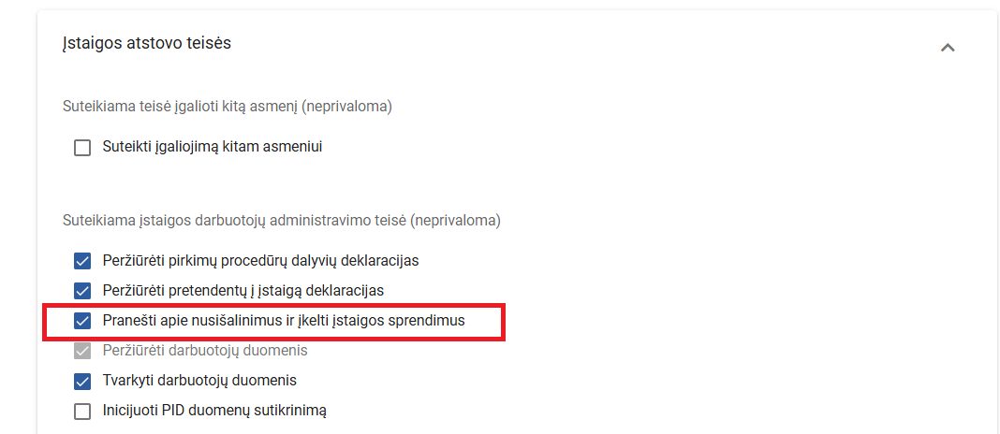 Įstaigos atstovo teisės
Suteikiama teisė įgalioti kitą asmenį (neprivaloma)
Suteikti įgaliojimą kitam asmeniui
Suteikiama įstaigos darbuotojų administravimo teisė (neprivaloma)
Peržiūrėti pirkimų procedūrų dalyvių deklaracijas
Peržiūrėti pretendentų į įstaigą deklaracijas
Pranešti apie nusišalinimus ir įkelti įstaigos sprendimus
Peržiūrėti darbuotojų duomenis
Tvarkyti darbuotojų duomenis
Inicijuoti PID duomenų sutikrinimą